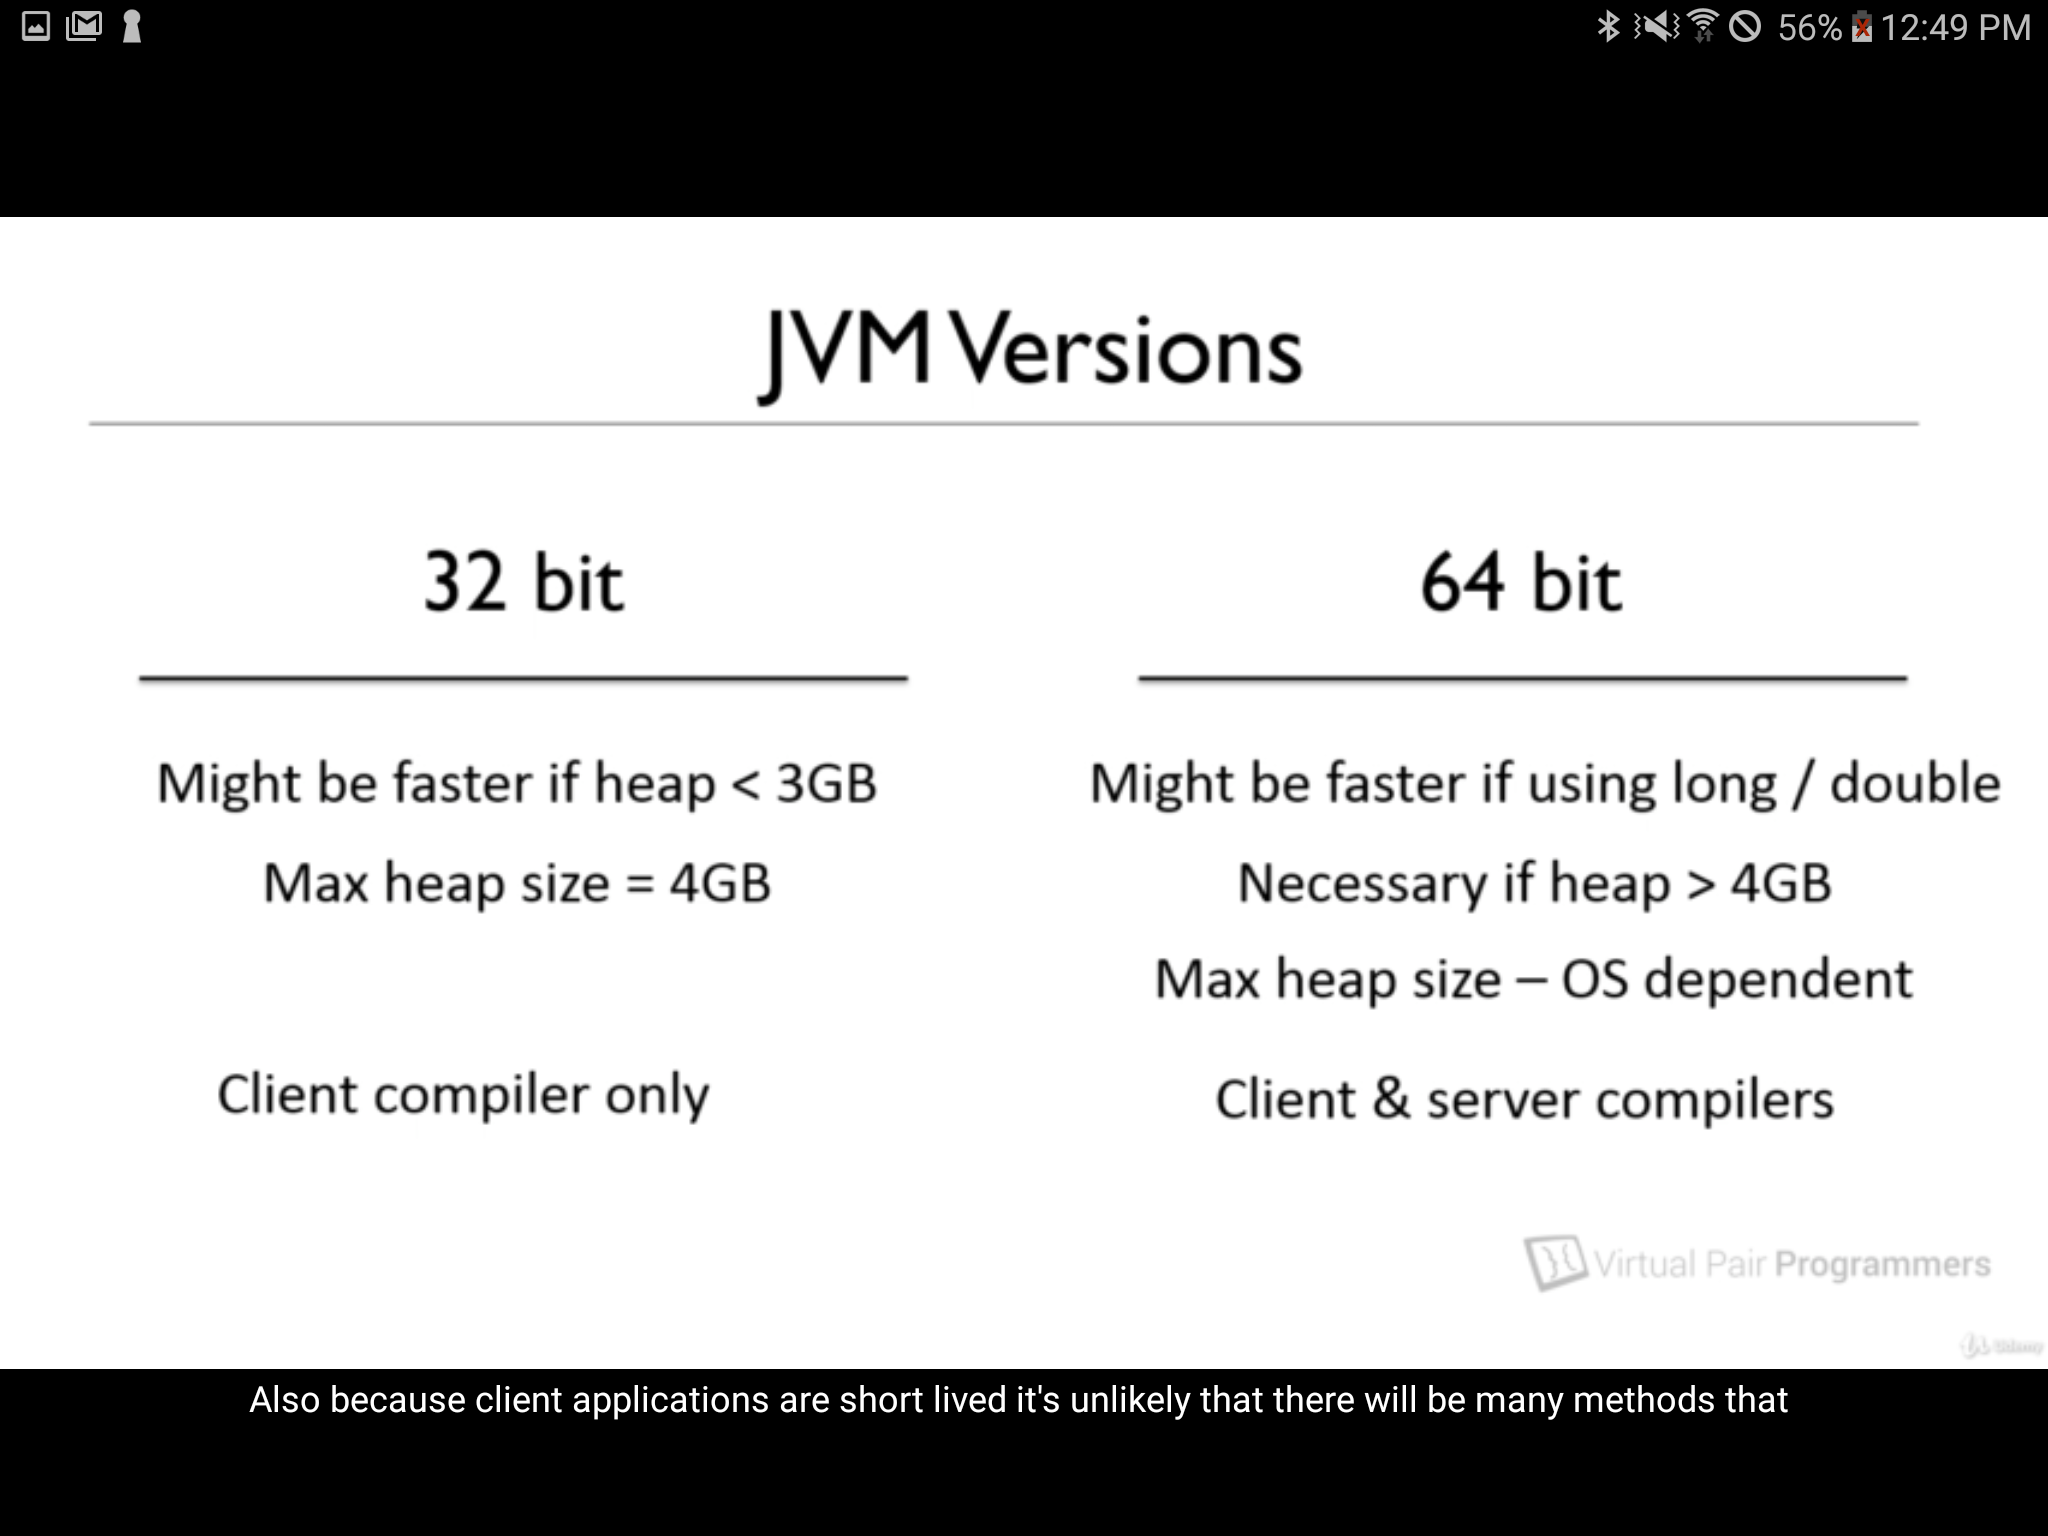 56% 12:49 PM
JVM Versions
32 bit
64 bit
Might be faster if heap < 3GB
Might be faster if using long / double
Max heap size = 4GB
Necessary if heap > 4GB
Max heap size – OS dependent
Client compiler only
Client & server compilers
Virtual Pair Programmers
Udemy
Also because client applications are short lived it's unlikely that there will be many methods that